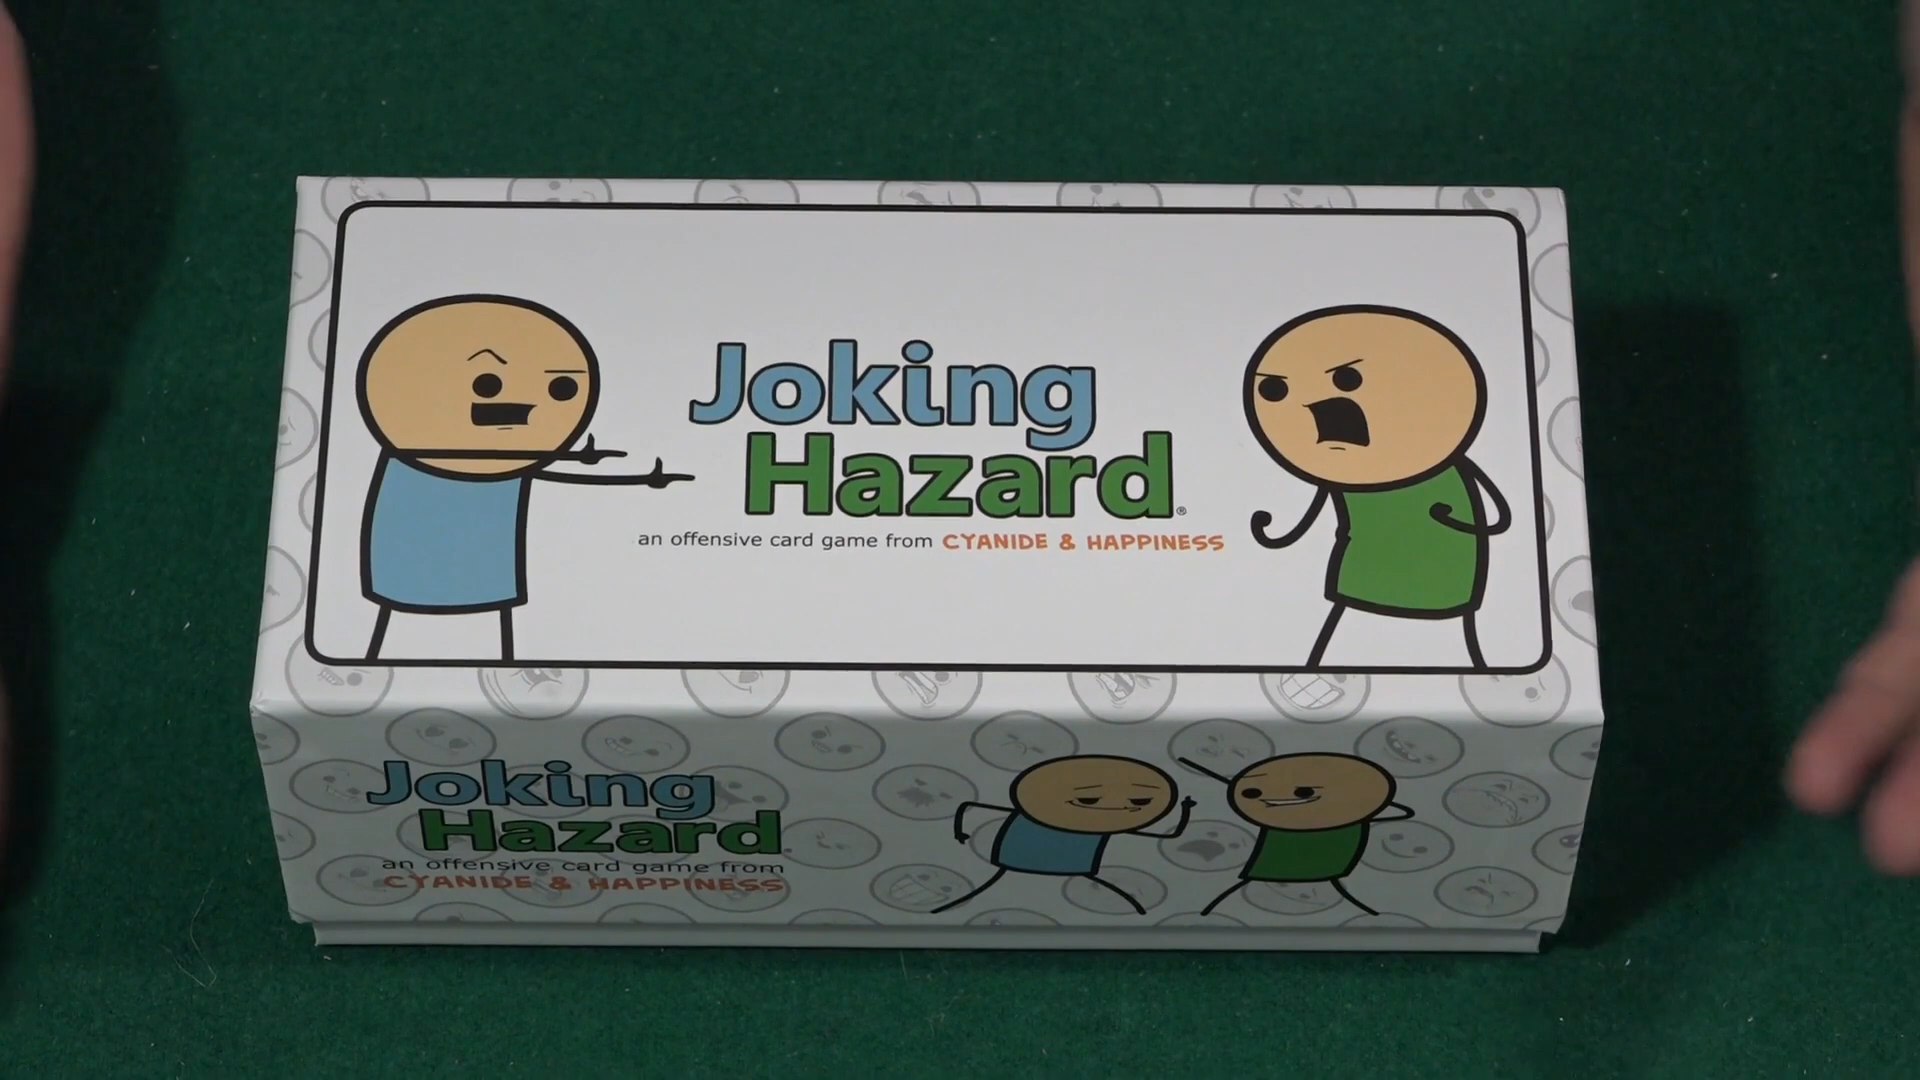 Joking
Hazard®
an offensive card game from CYANIDE & HAPPINESS
Joking
Hazard
an offensive card game from
CYANIDE & HAPPINESS